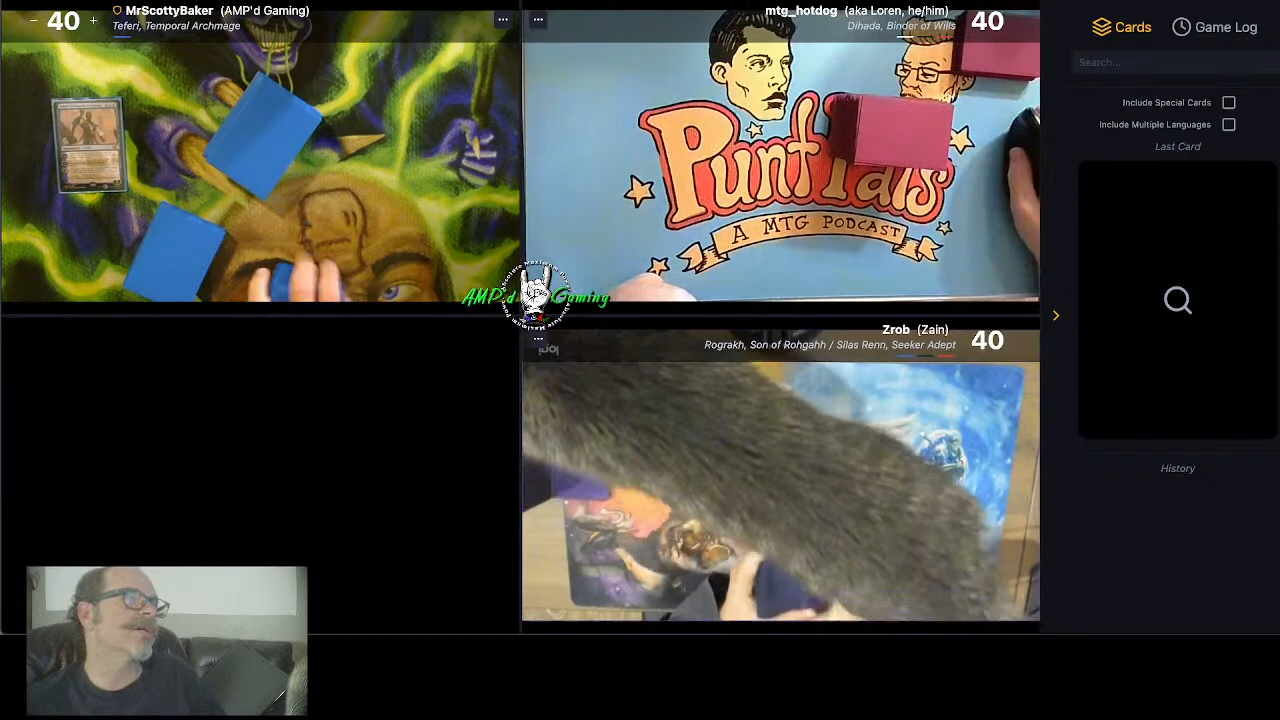 40
MrScottyBaker (AMP'd Gaming)
Teferi, Temporal Archmage
mtg_hotdog (aka Loren, he/him)
Dihada, Binder of Wills
40
Cards
Game Log
Search...
Include Special Cards
Include Multiple Languages
Last Card
Punt
Pals
A MTG PODCAST
AMP'd Gaming
Zrob (Zain)
Rograkh, Son of Rohgahh / Silas Renn, Seeker Adept
40
History